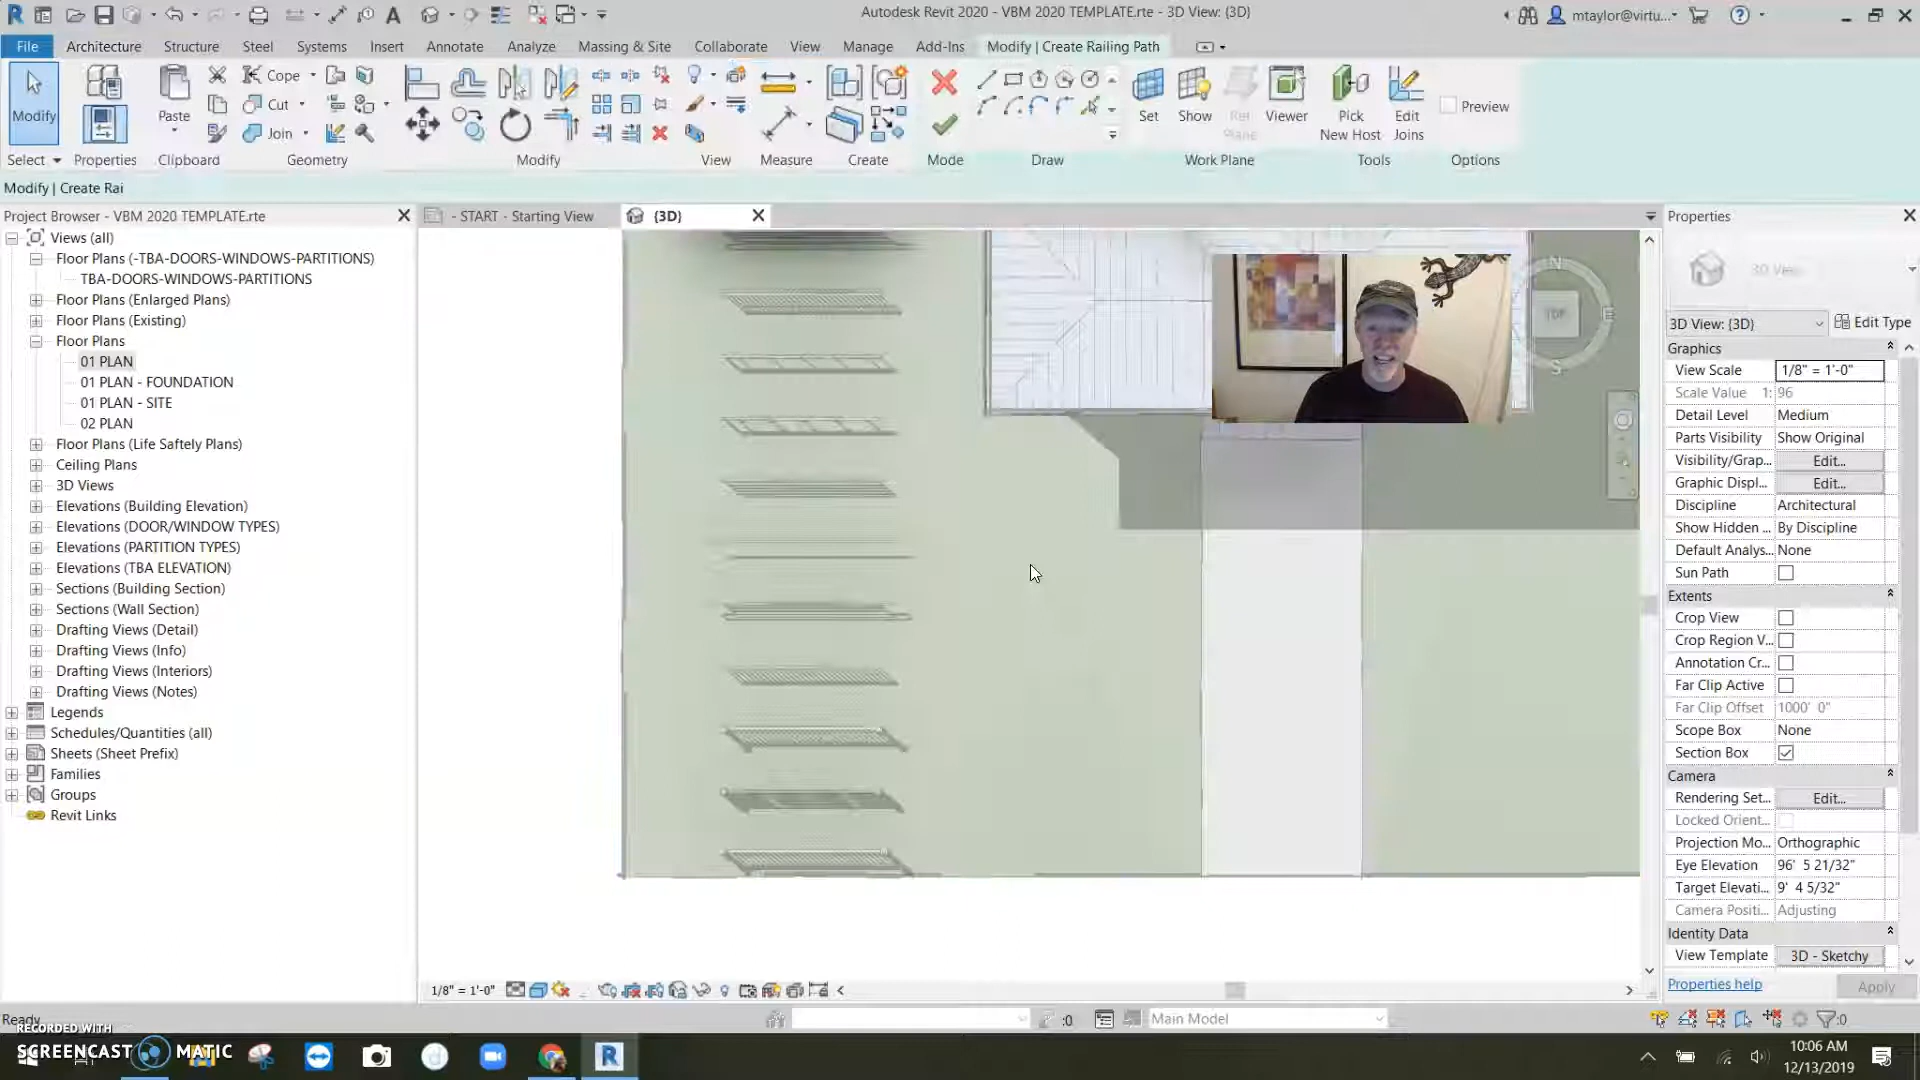 Autodesk Revit 2020 - VBM 2020 TEMPLATE.rte - 3D View: {3D}
mtaylor@virtu...
File
Architecture
Structure
Steel
Systems
Insert
Annotate
Analyze
Massing & Site
Collaborate
View
Manage
Add-Ins
Modify | Create Railing Path
Modify
Cope
Cut
Join
Paste
Set
Show
Viewer
Pick New Host
Edit Joins
Preview
Select
Properties
Clipboard
Geometry
Modify
View
Measure
Create
Mode
Draw
Work Plane
Tools
Options
Modify | Create Rai
Project Browser - VBM 2020 TEMPLATE.rte
- START - Starting View
{3D}
Properties
Views (all)
Floor Plans (-TBA-DOORS-WINDOWS-PARTITIONS)
TBA-DOORS-WINDOWS-PARTITIONS
Floor Plans (Enlarged Plans)
Floor Plans (Existing)
Floor Plans
01 PLAN
01 PLAN - FOUNDATION
01 PLAN - SITE
02 PLAN
Floor Plans (Life Saftely Plans)
Ceiling Plans
3D Views
Elevations (Building Elevation)
Elevations (DOOR/WINDOW TYPES)
Elevations (PARTITION TYPES)
Elevations (TBA ELEVATION)
Sections (Building Section)
Sections (Wall Section)
Drafting Views (Detail)
Drafting Views (Info)
Drafting Views (Interiors)
Drafting Views (Notes)
Legends
Schedules/Quantities (all)
Sheets (Sheet Prefix)
Families
Groups
Revit Links
N
TOP
E
S
3D View: {3D}
Edit Type
Graphics
View Scale 1/8" = 1'-0"
Scale Value 1: 96
Detail Level Medium
Parts Visibility Show Original
Visibility/Grap... Edit...
Graphic Displ... Edit...
Discipline Architectural
Show Hidden ... By Discipline
Default Analys... None
Sun Path
Extents
Crop View
Crop Region V...
Annotation Cr...
Far Clip Active
Far Clip Offset 1000' 0"
Scope Box None
Section Box
Camera
Rendering Set... Edit...
Locked Orient...
Projection Mo... Orthographic
Eye Elevation 96' 5 21/32"
Target Elevati... 9' 4 5/32"
Camera Positi... Adjusting
Identity Data
View Template 3D - Sketchy
Properties help
Apply
1/8" = 1'-0"
Ready
:0
Main Model
:0
RECORDED WITH
SCREENCAST MATIC
10:06 AM
12/13/2019